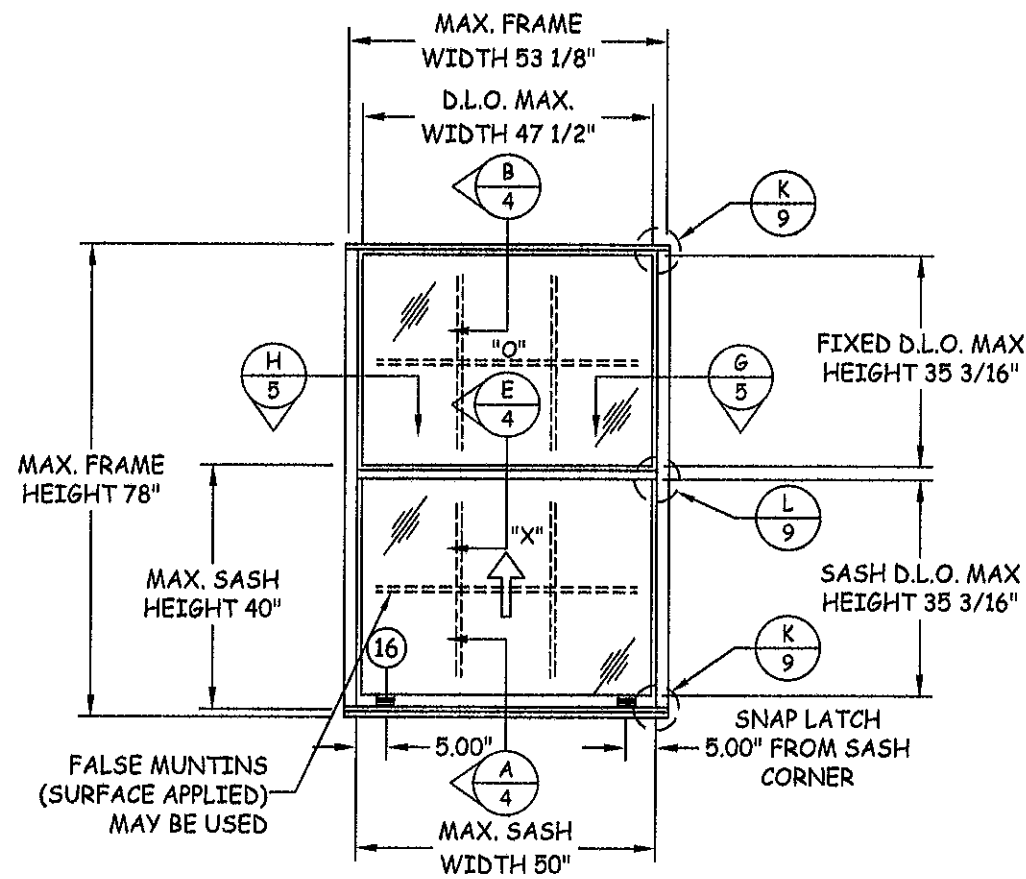 MAX. FRAME
WIDTH 53 1/8"
D.L.O. MAX.
WIDTH 47 1/2"
B
4
K
9
H
5
"O"
E
4
G
5
FIXED D.L.O. MAX
HEIGHT 35 3/16"
MAX. FRAME
HEIGHT 78"
L
9
"X"
MAX. SASH
HEIGHT 40"
SASH D.L.O. MAX
HEIGHT 35 3/16"
16
K
9
5.00"
SNAP LATCH
5.00" FROM SASH
CORNER
FALSE MUNTINS
(SURFACE APPLIED)
MAY BE USED
A
4
MAX. SASH
WIDTH 50"